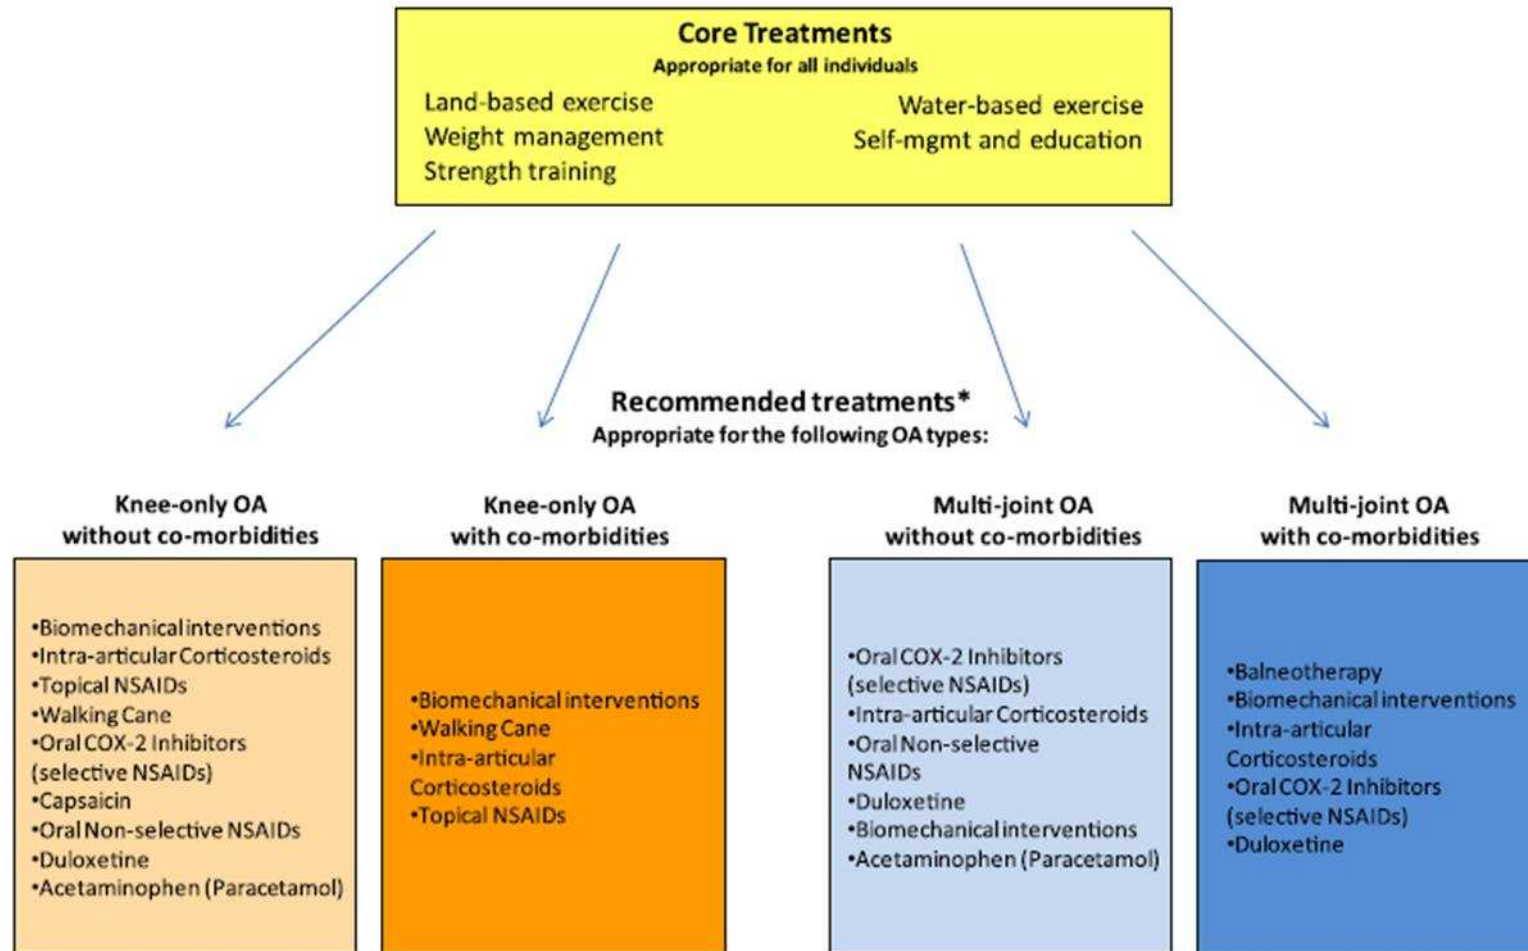 Core Treatments
Appropriate for all individuals
Land-based exercise
Weight management
Strength training
Water-based exercise
Self-mgmt and education
Recommended treatments*
Appropriate for the following OA types:
Knee-only OA
without co-morbidities
•Biomechanical interventions
•Intra-articular Corticosteroids
•Topical NSAIDs
•Walking Cane
•Oral COX-2 Inhibitors
(selective NSAIDs)
•Capsaicin
•Oral Non-selective NSAIDs
•Duloxetine
•Acetaminophen (Paracetamol)
Knee-only OA
with co-morbidities
•Biomechanical interventions
•Walking Cane
•Intra-articular
Corticosteroids
•Topical NSAIDs
Multi-joint OA
without co-morbidities
•Oral COX-2 Inhibitors
(selective NSAIDs)
•Intra-articular Corticosteroids
•Oral Non-selective
NSAIDs
•Duloxetine
•Biomechanical interventions
•Acetaminophen (Paracetamol)
Multi-joint OA
with co-morbidities
•Balneotherapy
•Biomechanical interventions
•Intra-articular
Corticosteroids
•Oral COX-2 Inhibitors
(selective NSAIDs)
•Duloxetine